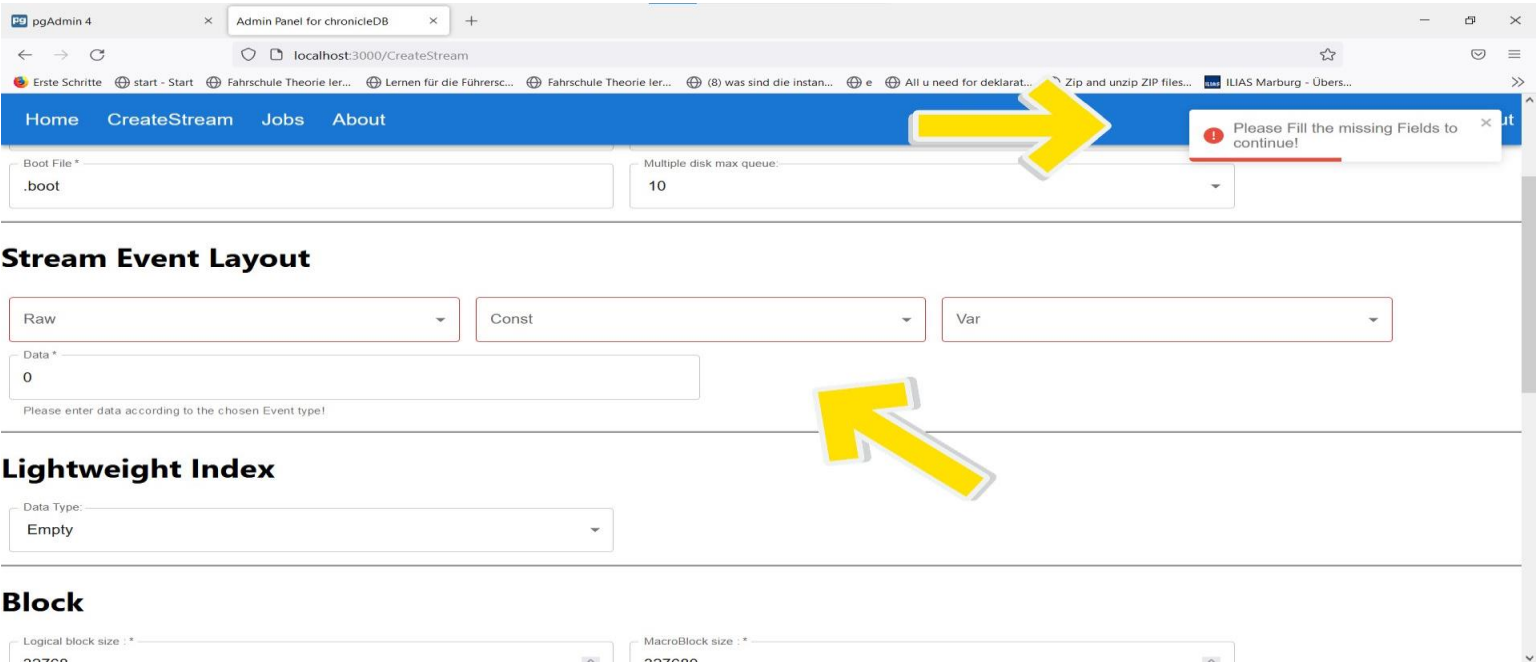 pgAdmin 4
Admin Panel for chronicleDB
localhost:3000/CreateStream
Erste Schritte start - Start Fahrschule Theorie ler... Lernen für die Führersc... Fahrschule Theorie ler... (8) was sind die instan... e All u need for deklarat... Zip and unzip ZIP files... ILIAS Marburg - Übers...
Home CreateStream Jobs About
Please Fill the missing Fields to
continue!
Boot File *
.boot
Multiple disk max queue:
10
Stream Event Layout
Raw Const Var
Data *
0
Please enter data according to the chosen Event type!
Lightweight Index
Data Type:
Empty
Block
Logical block size : * MacroBlock size : *
32768 327680